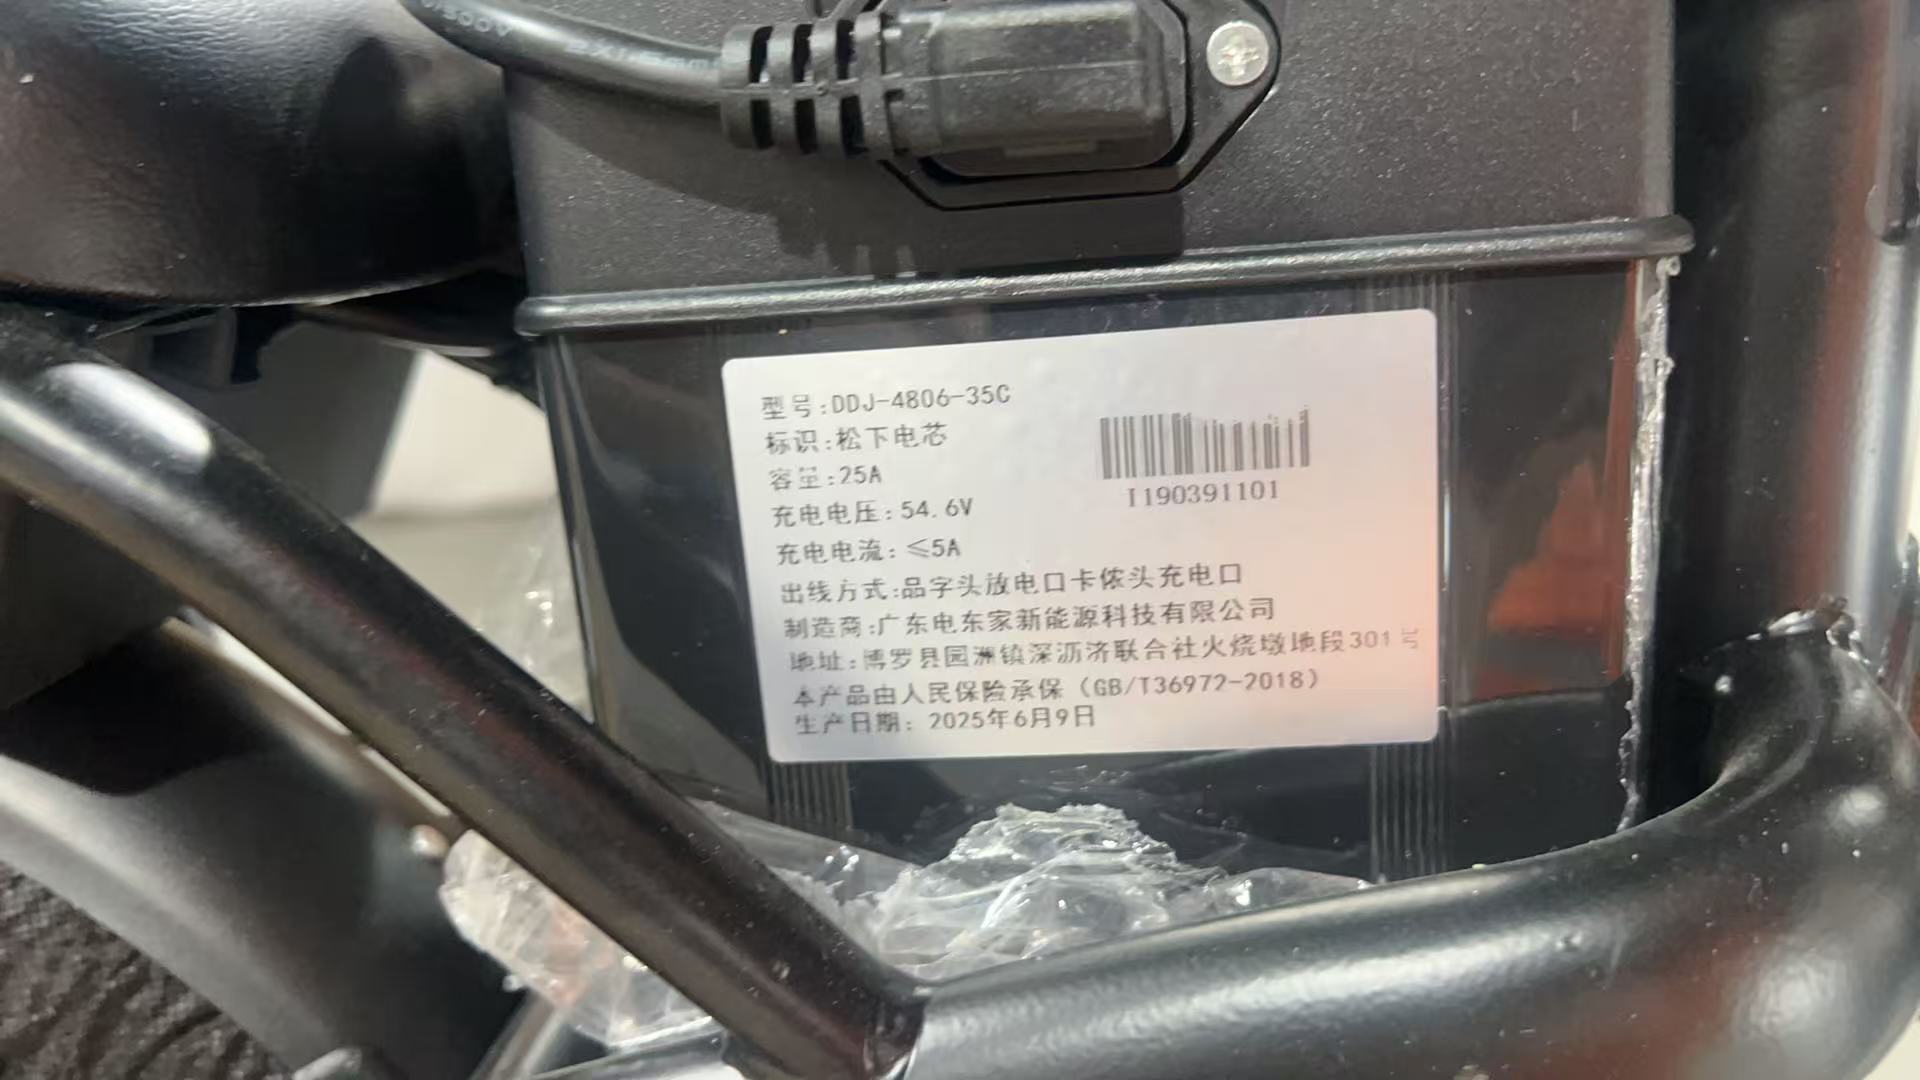 型号:DDJ-4806-35C
标识:松下电芯
容量:25A
充电电压:54.6V
充电电流:≤5A
出线方式:品字头放电口卡侬头充电口
制造商:广东电东家新能源科技有限公司
地址:博罗县园洲镇深沥济联合社火烧墩地段301号
本产品由人民保险承保（GB/T36972-2018）
生产日期: 2025年6月9日
I190391101